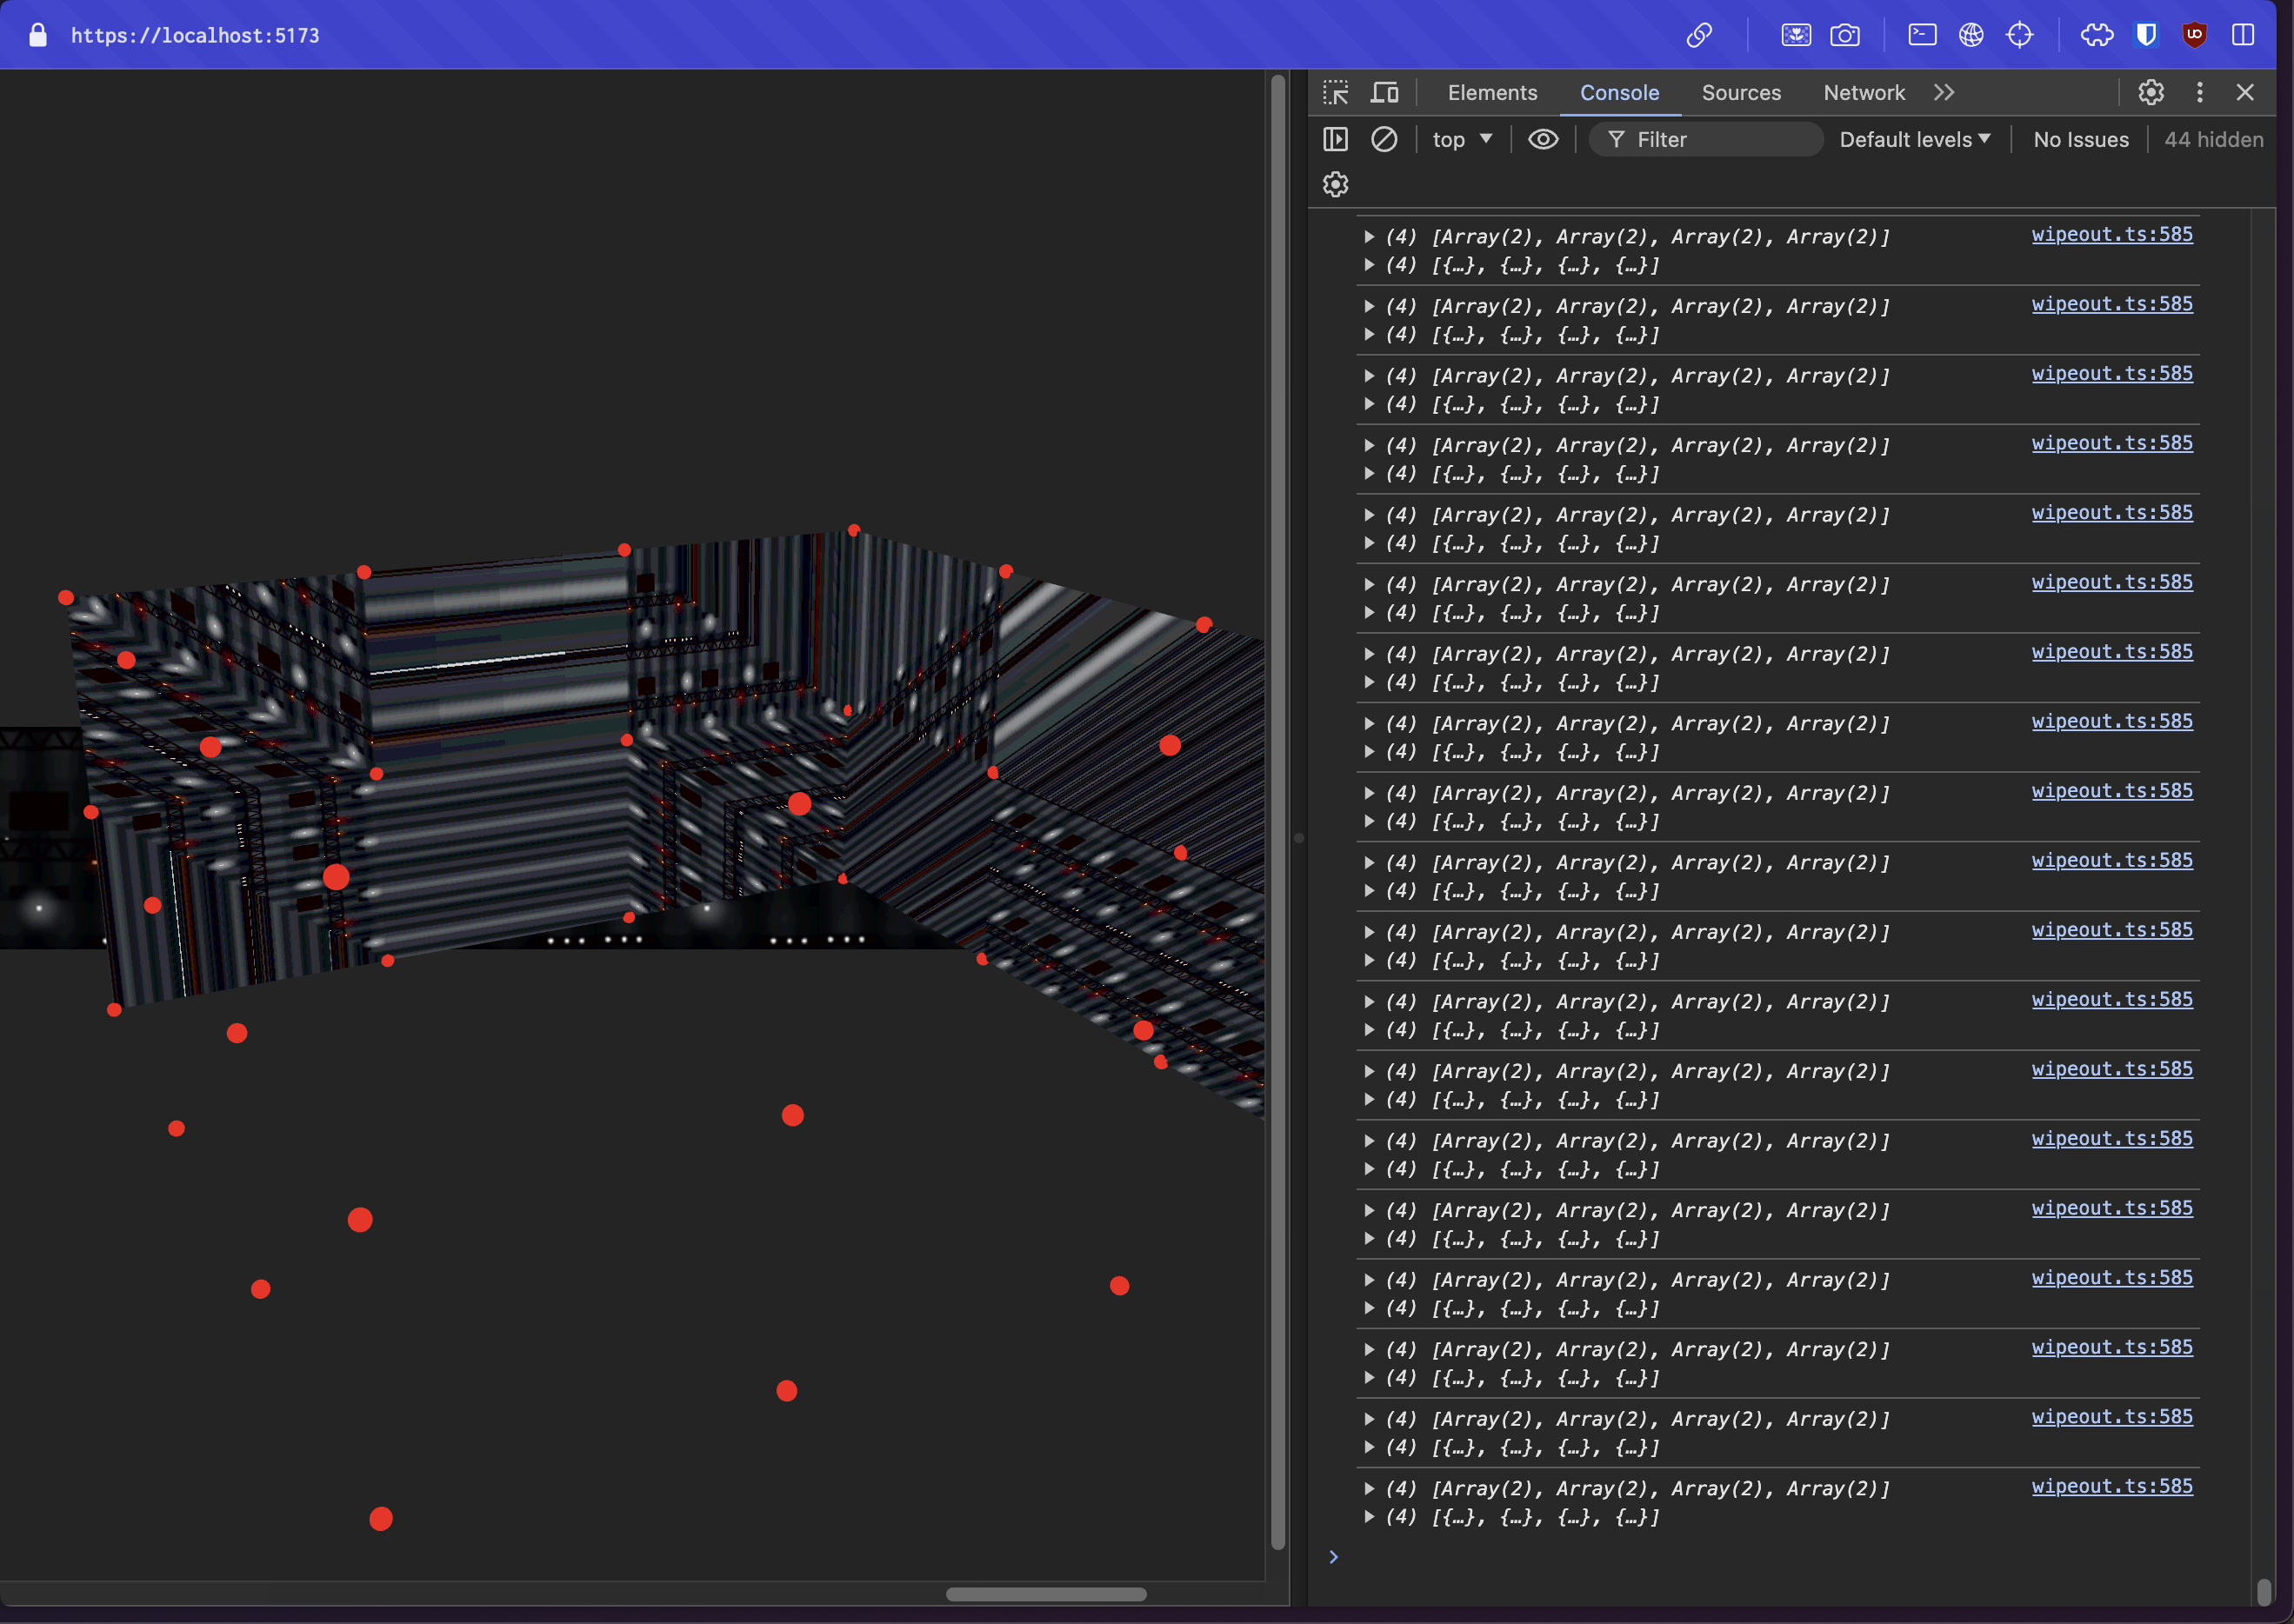 https://localhost:5173
Elements Console Sources Network
top Filter Default levels No Issues 44 hidden
(4) [Array(2), Array(2), Array(2), Array(2)] wipeout.ts:585
(4) [{…}, {…}, {…}, {…}]
(4) [Array(2), Array(2), Array(2), Array(2)] wipeout.ts:585
(4) [{…}, {…}, {…}, {…}]
(4) [Array(2), Array(2), Array(2), Array(2)] wipeout.ts:585
(4) [{…}, {…}, {…}, {…}]
(4) [Array(2), Array(2), Array(2), Array(2)] wipeout.ts:585
(4) [{…}, {…}, {…}, {…}]
(4) [Array(2), Array(2), Array(2), Array(2)] wipeout.ts:585
(4) [{…}, {…}, {…}, {…}]
(4) [Array(2), Array(2), Array(2), Array(2)] wipeout.ts:585
(4) [{…}, {…}, {…}, {…}]
(4) [Array(2), Array(2), Array(2), Array(2)] wipeout.ts:585
(4) [{…}, {…}, {…}, {…}]
(4) [Array(2), Array(2), Array(2), Array(2)] wipeout.ts:585
(4) [{…}, {…}, {…}, {…}]
(4) [Array(2), Array(2), Array(2), Array(2)] wipeout.ts:585
(4) [{…}, {…}, {…}, {…}]
(4) [Array(2), Array(2), Array(2), Array(2)] wipeout.ts:585
(4) [{…}, {…}, {…}, {…}]
(4) [Array(2), Array(2), Array(2), Array(2)] wipeout.ts:585
(4) [{…}, {…}, {…}, {…}]
(4) [Array(2), Array(2), Array(2), Array(2)] wipeout.ts:585
(4) [{…}, {…}, {…}, {…}]
(4) [Array(2), Array(2), Array(2), Array(2)] wipeout.ts:585
(4) [{…}, {…}, {…}, {…}]
(4) [Array(2), Array(2), Array(2), Array(2)] wipeout.ts:585
(4) [{…}, {…}, {…}, {…}]
(4) [Array(2), Array(2), Array(2), Array(2)] wipeout.ts:585
(4) [{…}, {…}, {…}, {…}]
(4) [Array(2), Array(2), Array(2), Array(2)] wipeout.ts:585
(4) [{…}, {…}, {…}, {…}]
(4) [Array(2), Array(2), Array(2), Array(2)] wipeout.ts:585
(4) [{…}, {…}, {…}, {…}]
(4) [Array(2), Array(2), Array(2), Array(2)] wipeout.ts:585
(4) [{…}, {…}, {…}, {…}]
(4) [Array(2), Array(2), Array(2), Array(2)] wipeout.ts:585
(4) [{…}, {…}, {…}, {…}]